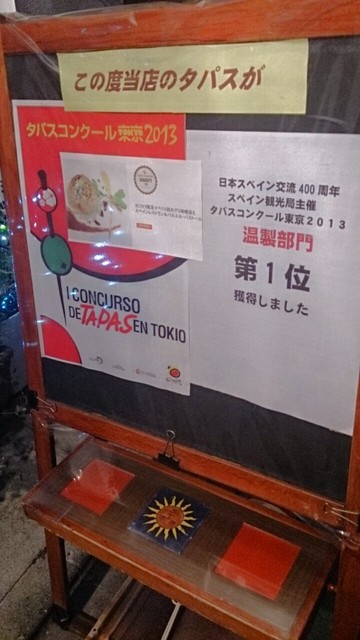 この度当店のタパスが
タパスコンクール東京2013
日本スペイン交流400周年
スペイン観光局主催
タパスコンクール東京2013
温製部門
第1位
獲得しました
I CONCURSO
DE TAPAS EN TOKIO